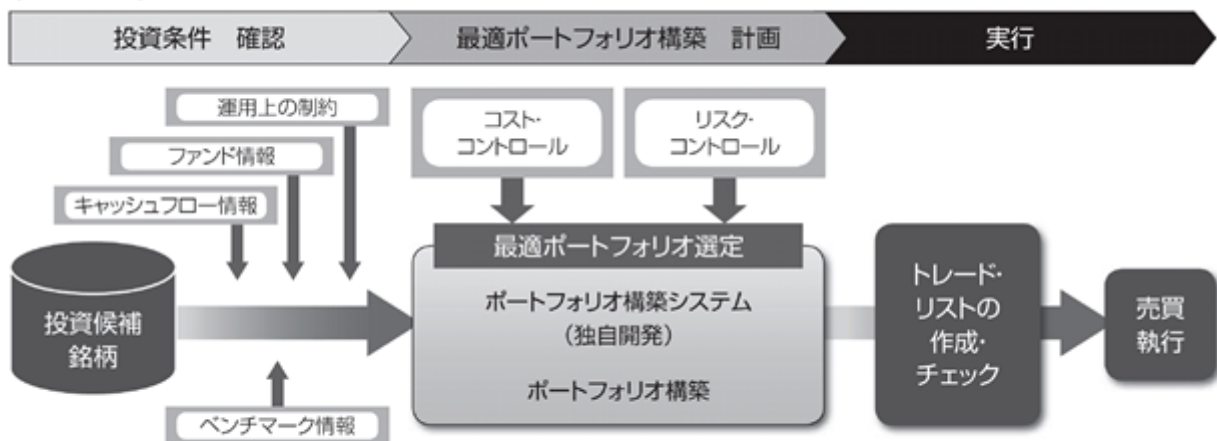 投資条件 確認
最適ポートフォリオ構築 計画
実行
運用上の制約
ファンド情報
キャッシュフロー情報
投資候補
銘柄
ベンチマーク情報
コスト・
コントロール
リスク・
コントロール
最適ポートフォリオ選定
ポートフォリオ構築システム
(独自開発)
ポートフォリオ構築
トレード・
リストの
作成・
チェック
売買
執行